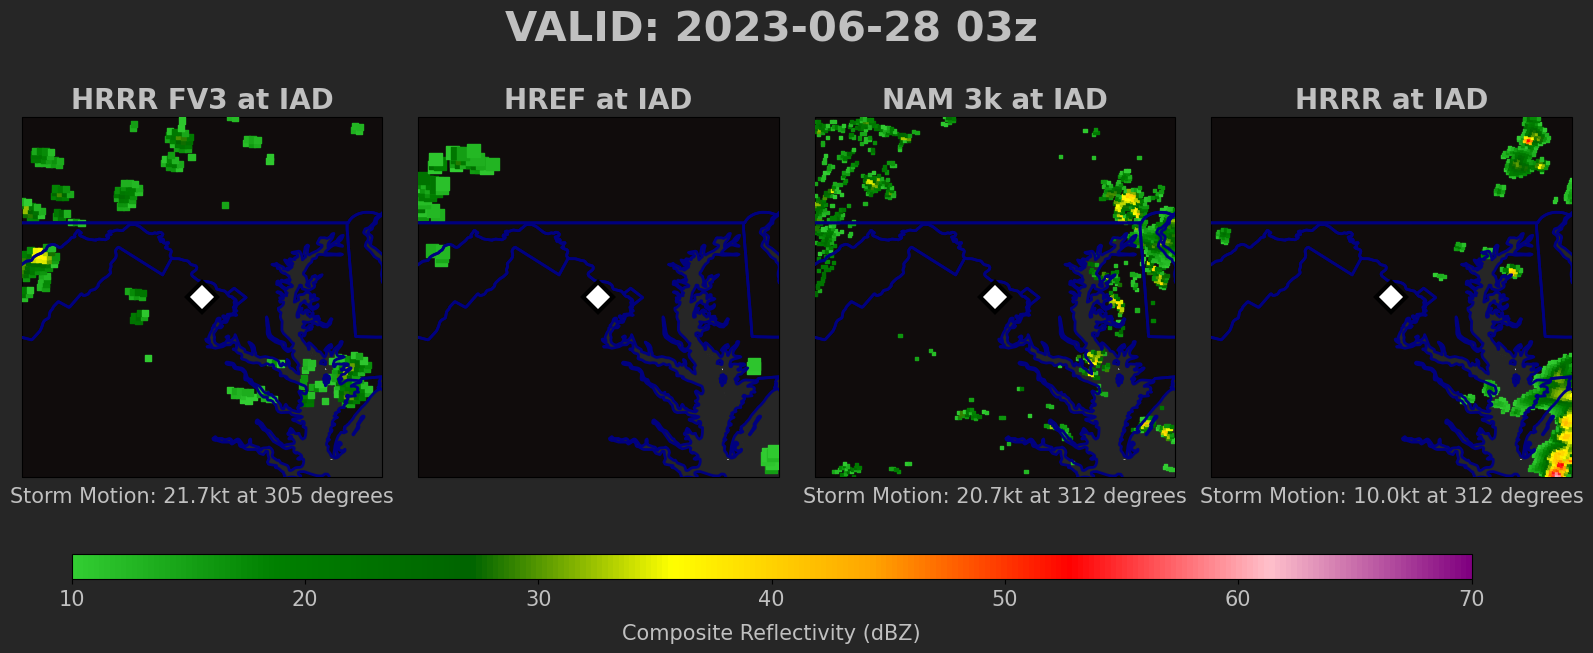 VALID: 2023-06-28 03z
HRRR FV3 at IAD
HREF at IAD
NAM 3k at IAD
HRRR at IAD
Storm Motion: 21.7kt at 305 degrees
Storm Motion: 20.7kt at 312 degrees
Storm Motion: 10.0kt at 312 degrees
10 20 30 40 50 60 70
Composite Reflectivity (dBZ)